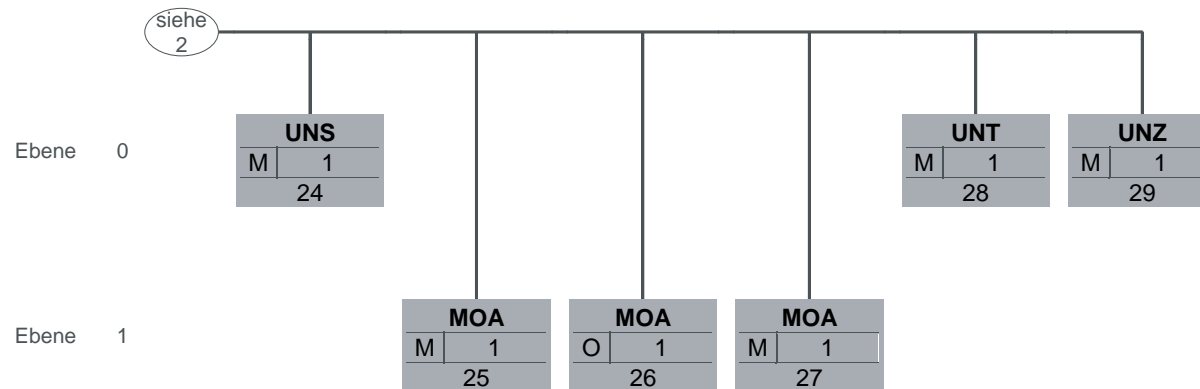 siehe
2
Ebene 0
UNS
M 1
24
UNT
M 1
28
UNZ
M 1
29
Ebene 1
MOA
M 1
25
MOA
O 1
26
MOA
M 1
27